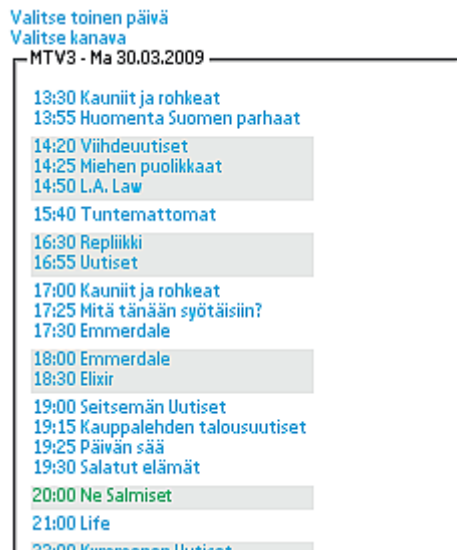 Valitse toinen päivä
Valitse kanava
MTV3 - Ma 30.03.2009
13:30 Kauniit ja rohkeat
13:55 Huomenta Suomen parhaat
14:20 Viihdeuutiset
14:25 Miehen puolikkaat
14:50 L.A. Law
15:40 Tuntemattomat
16:30 Repliikki
16:55 Uutiset
17:00 Kauniit ja rohkeat
17:25 Mitä tänään syötäisiin?
17:30 Emmerdale
18:00 Emmerdale
18:30 Elixir
19:00 Seitsemän Uutiset
19:15 Kauppalehden talousuutiset
19:25 Päivän sää
19:30 Salatut elämät
20:00 Ne Salmiset
21:00 Life
22:00 Kymmenen Uutiset